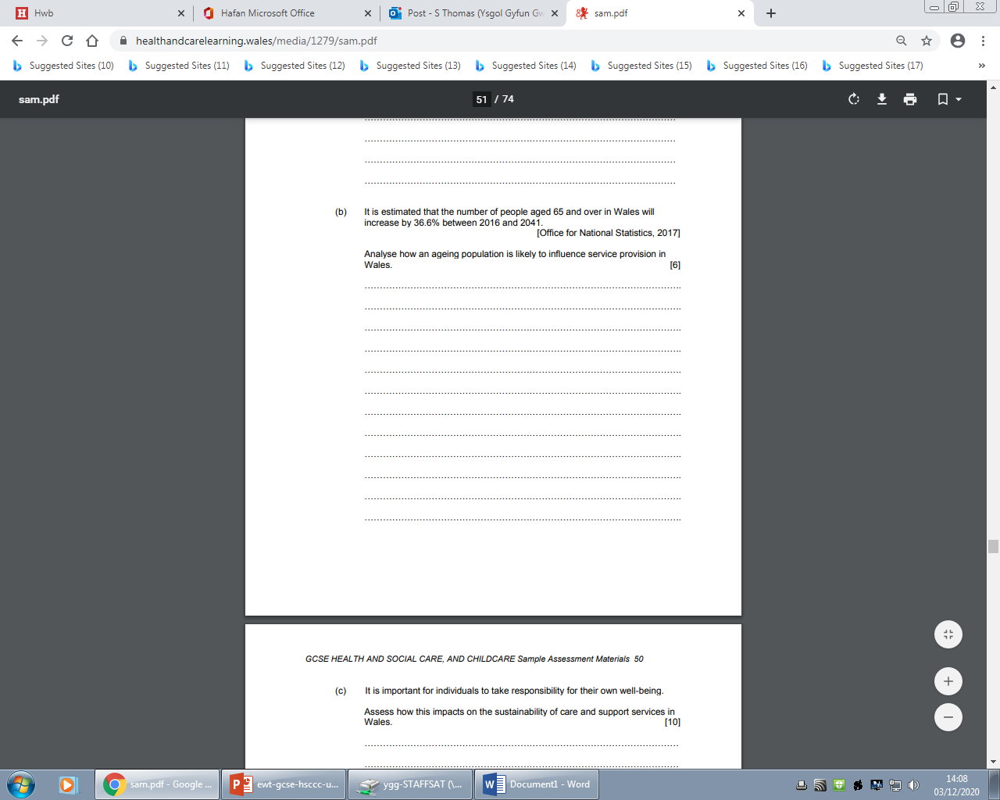 Hwb
Hafan Microsoft Office
Post - S Thomas (Ysgol Gyfun Gw
sam.pdf
healthandcarelearning.wales/media/1279/sam.pdf
Suggested Sites (10)
Suggested Sites (11)
Suggested Sites (12)
Suggested Sites (13)
Suggested Sites (14)
Suggested Sites (15)
Suggested Sites (16)
Suggested Sites (17)
»
sam.pdf
51 / 74
(b) It is estimated that the number of people aged 65 and over in Wales will
increase by 36.6% between 2016 and 2041.
[Office for National Statistics, 2017]
Analyse how an ageing population is likely to influence service provision in
Wales. [6]
GCSE HEALTH AND SOCIAL CARE, AND CHILDCARE Sample Assessment Materials 50
(c) It is important for individuals to take responsibility for their own well-being.
Assess how this impacts on the sustainability of care and support services in
Wales. [10]
sam.pdf - Google ...
ewt-gcse-hsccc-u...
ygg-STAFFSAT (\...
Document1 - Word
14:08
03/12/2020